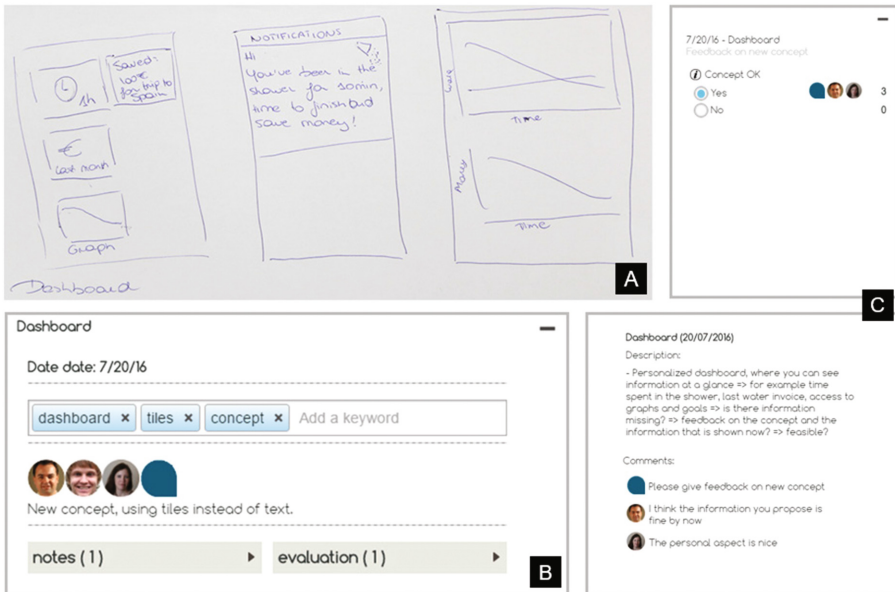 Saved:
100€
for trip to
Spain
1h
€
Last month
Graph
Dashboard
NOTIFICATIONS
Hi
You've been in the
shower for 10min,
time to finish and
save money!
Time
Money
Time
A
7/20/16 - Dashboard
Feedback on new concept
i Concept OK
Yes 3
No 0
C
Dashboard
Date date: 7/20/16
dashboard × tiles × concept × Add a keyword
New concept, using tiles instead of text.
notes (1) evaluation (1)
B
Dashboard (20/07/2016)
Description:
- Personalized dashboard, where you can see
information at a glance => for example time
spent in the shower, last water invoice, access to
graphs and goals => is there information
missing? => feedback on the concept and the
information that is shown now? => feasible?
Comments:
Please give feedback on new concept
I think the information you propose is
fine by now
The personal aspect is nice